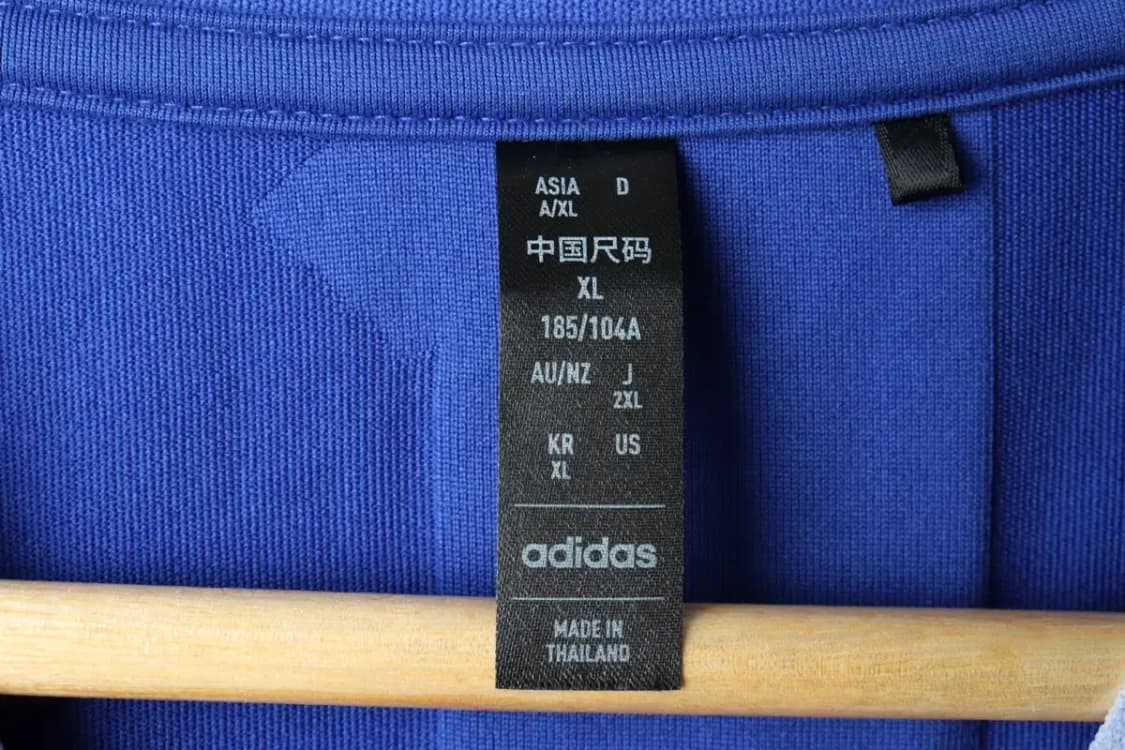 ASIA D
A/XL
中国尺码
XL
185/104A
AU/NZ J
2XL
KR US
XL
adidas
MADE IN
THAILAND